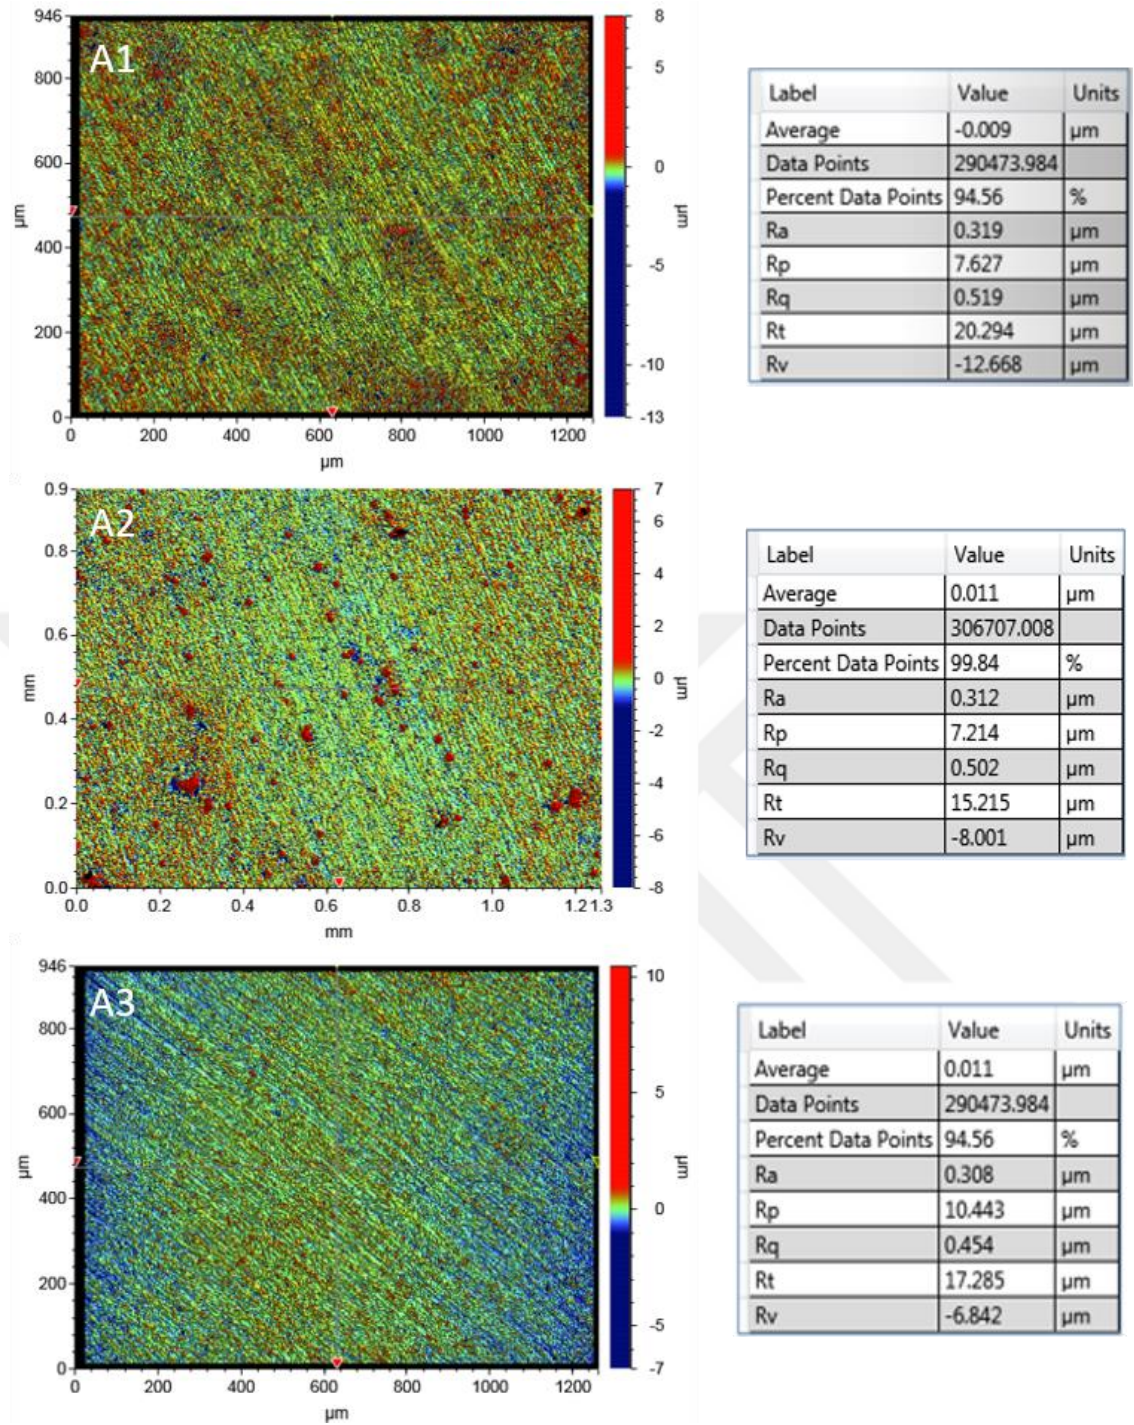 A1
946
800
600
400
200
0
µm
0 200 400 600 800 1000 1200
µm
8
5
0
-5
-10
-13
µm
Label Value Units
Average -0.009 µm
Data Points 290473.984
Percent Data Points 94.56 %
Ra 0.319 µm
Rp 7.627 µm
Rq 0.519 µm
Rt 20.294 µm
Rv -12.668 µm
A2
0.9
0.8
0.6
0.4
0.2
0.0
mm
0.0 0.2 0.4 0.6 0.8 1.0 1.2 1.3
mm
7
6
4
2
0
-2
-4
-6
-8
µm
Label Value Units
Average 0.011 µm
Data Points 306707.008
Percent Data Points 99.84 %
Ra 0.312 µm
Rp 7.214 µm
Rq 0.502 µm
Rt 15.215 µm
Rv -8.001 µm
A3
946
800
600
400
200
0
µm
0 200 400 600 800 1000 1200
µm
10
5
0
-5
-7
µm
Label Value Units
Average 0.011 µm
Data Points 290473.984
Percent Data Points 94.56 %
Ra 0.308 µm
Rp 10.443 µm
Rq 0.454 µm
Rt 17.285 µm
Rv -6.842 µm